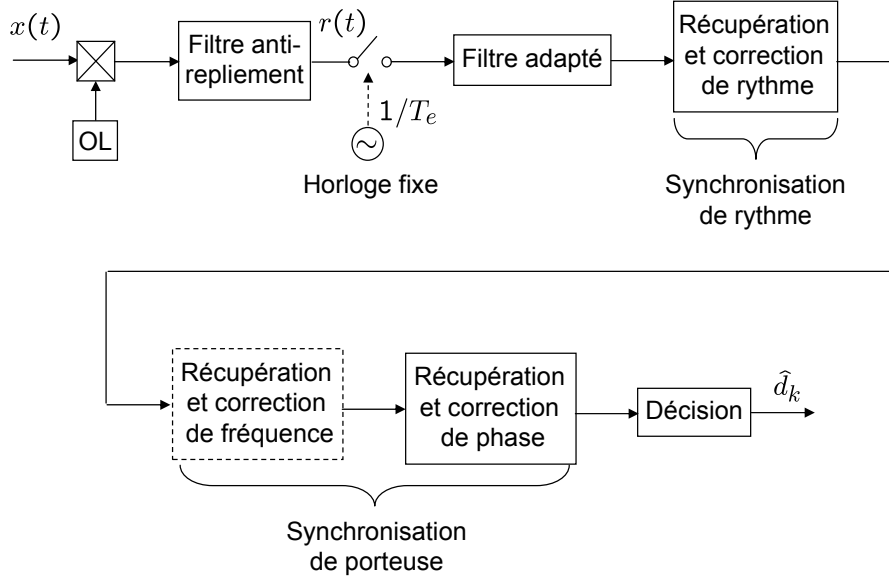 x(t)
OL
Filtre anti-
repliement
r(t)
1/T_e
~
Horloge fixe
Filtre adapté
Récupération
et correction
de rythme
Synchronisation
de rythme
Récupération
et correction
de fréquence
Récupération
et correction
de phase
Synchronisation
de porteuse
Décision
d̂_k